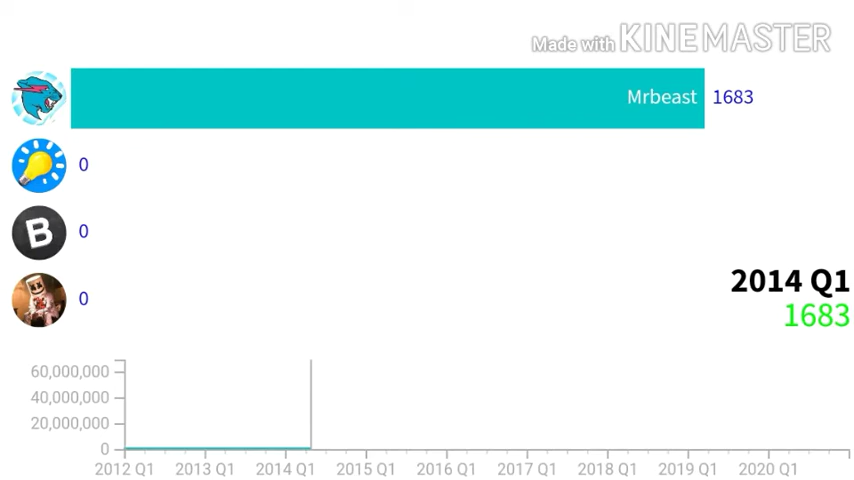 Made with KINEMASTER
Mrbeast 1683
0
B 0
0
2014 Q1
1683
60,000,000
40,000,000
20,000,000
0
2012 Q1 2013 Q1 2014 Q1 2015 Q1 2016 Q1 2017 Q1 2018 Q1 2019 Q1 2020 Q1